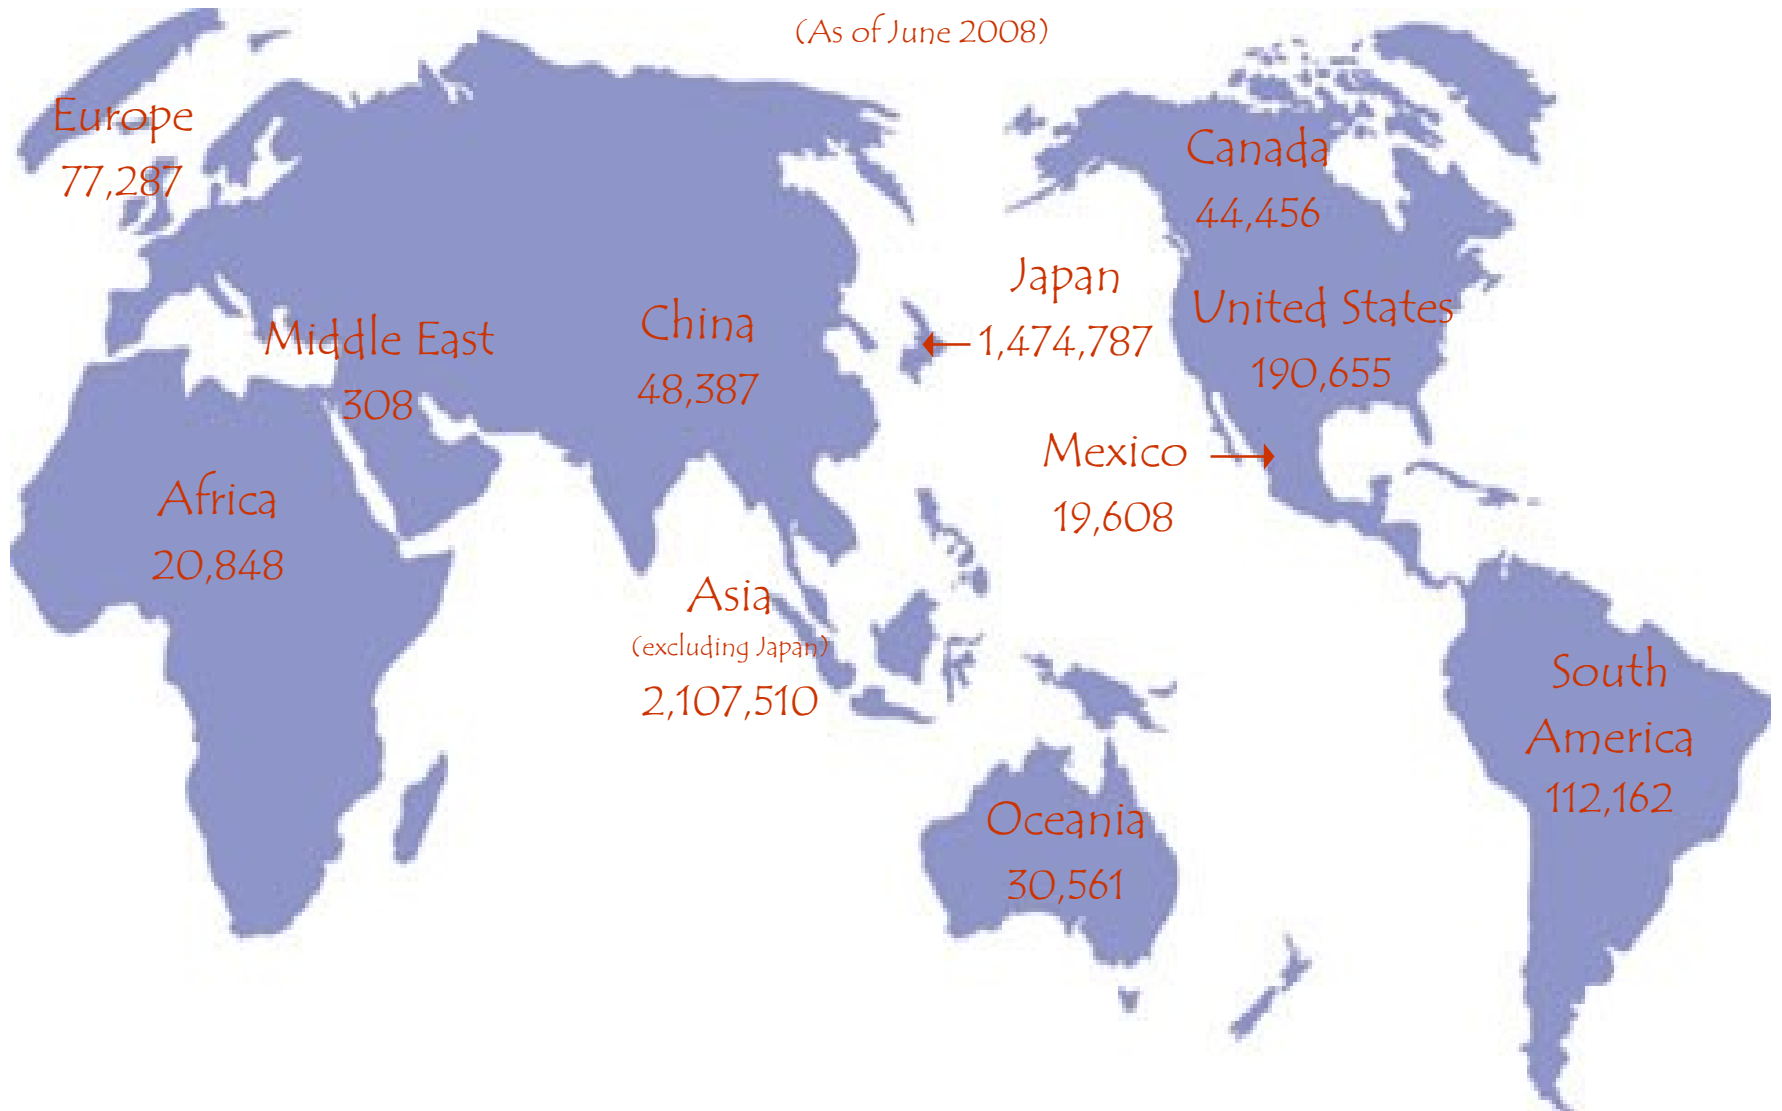 (As of June 2008)
Europe
77,287
Canada
44,456
Japan
1,474,787
United States
190,655
Middle East
308
China
48,387
Mexico
19,608
Africa
20,848
Asia
(excluding Japan)
2,107,510
South
America
112,162
Oceania
30,561